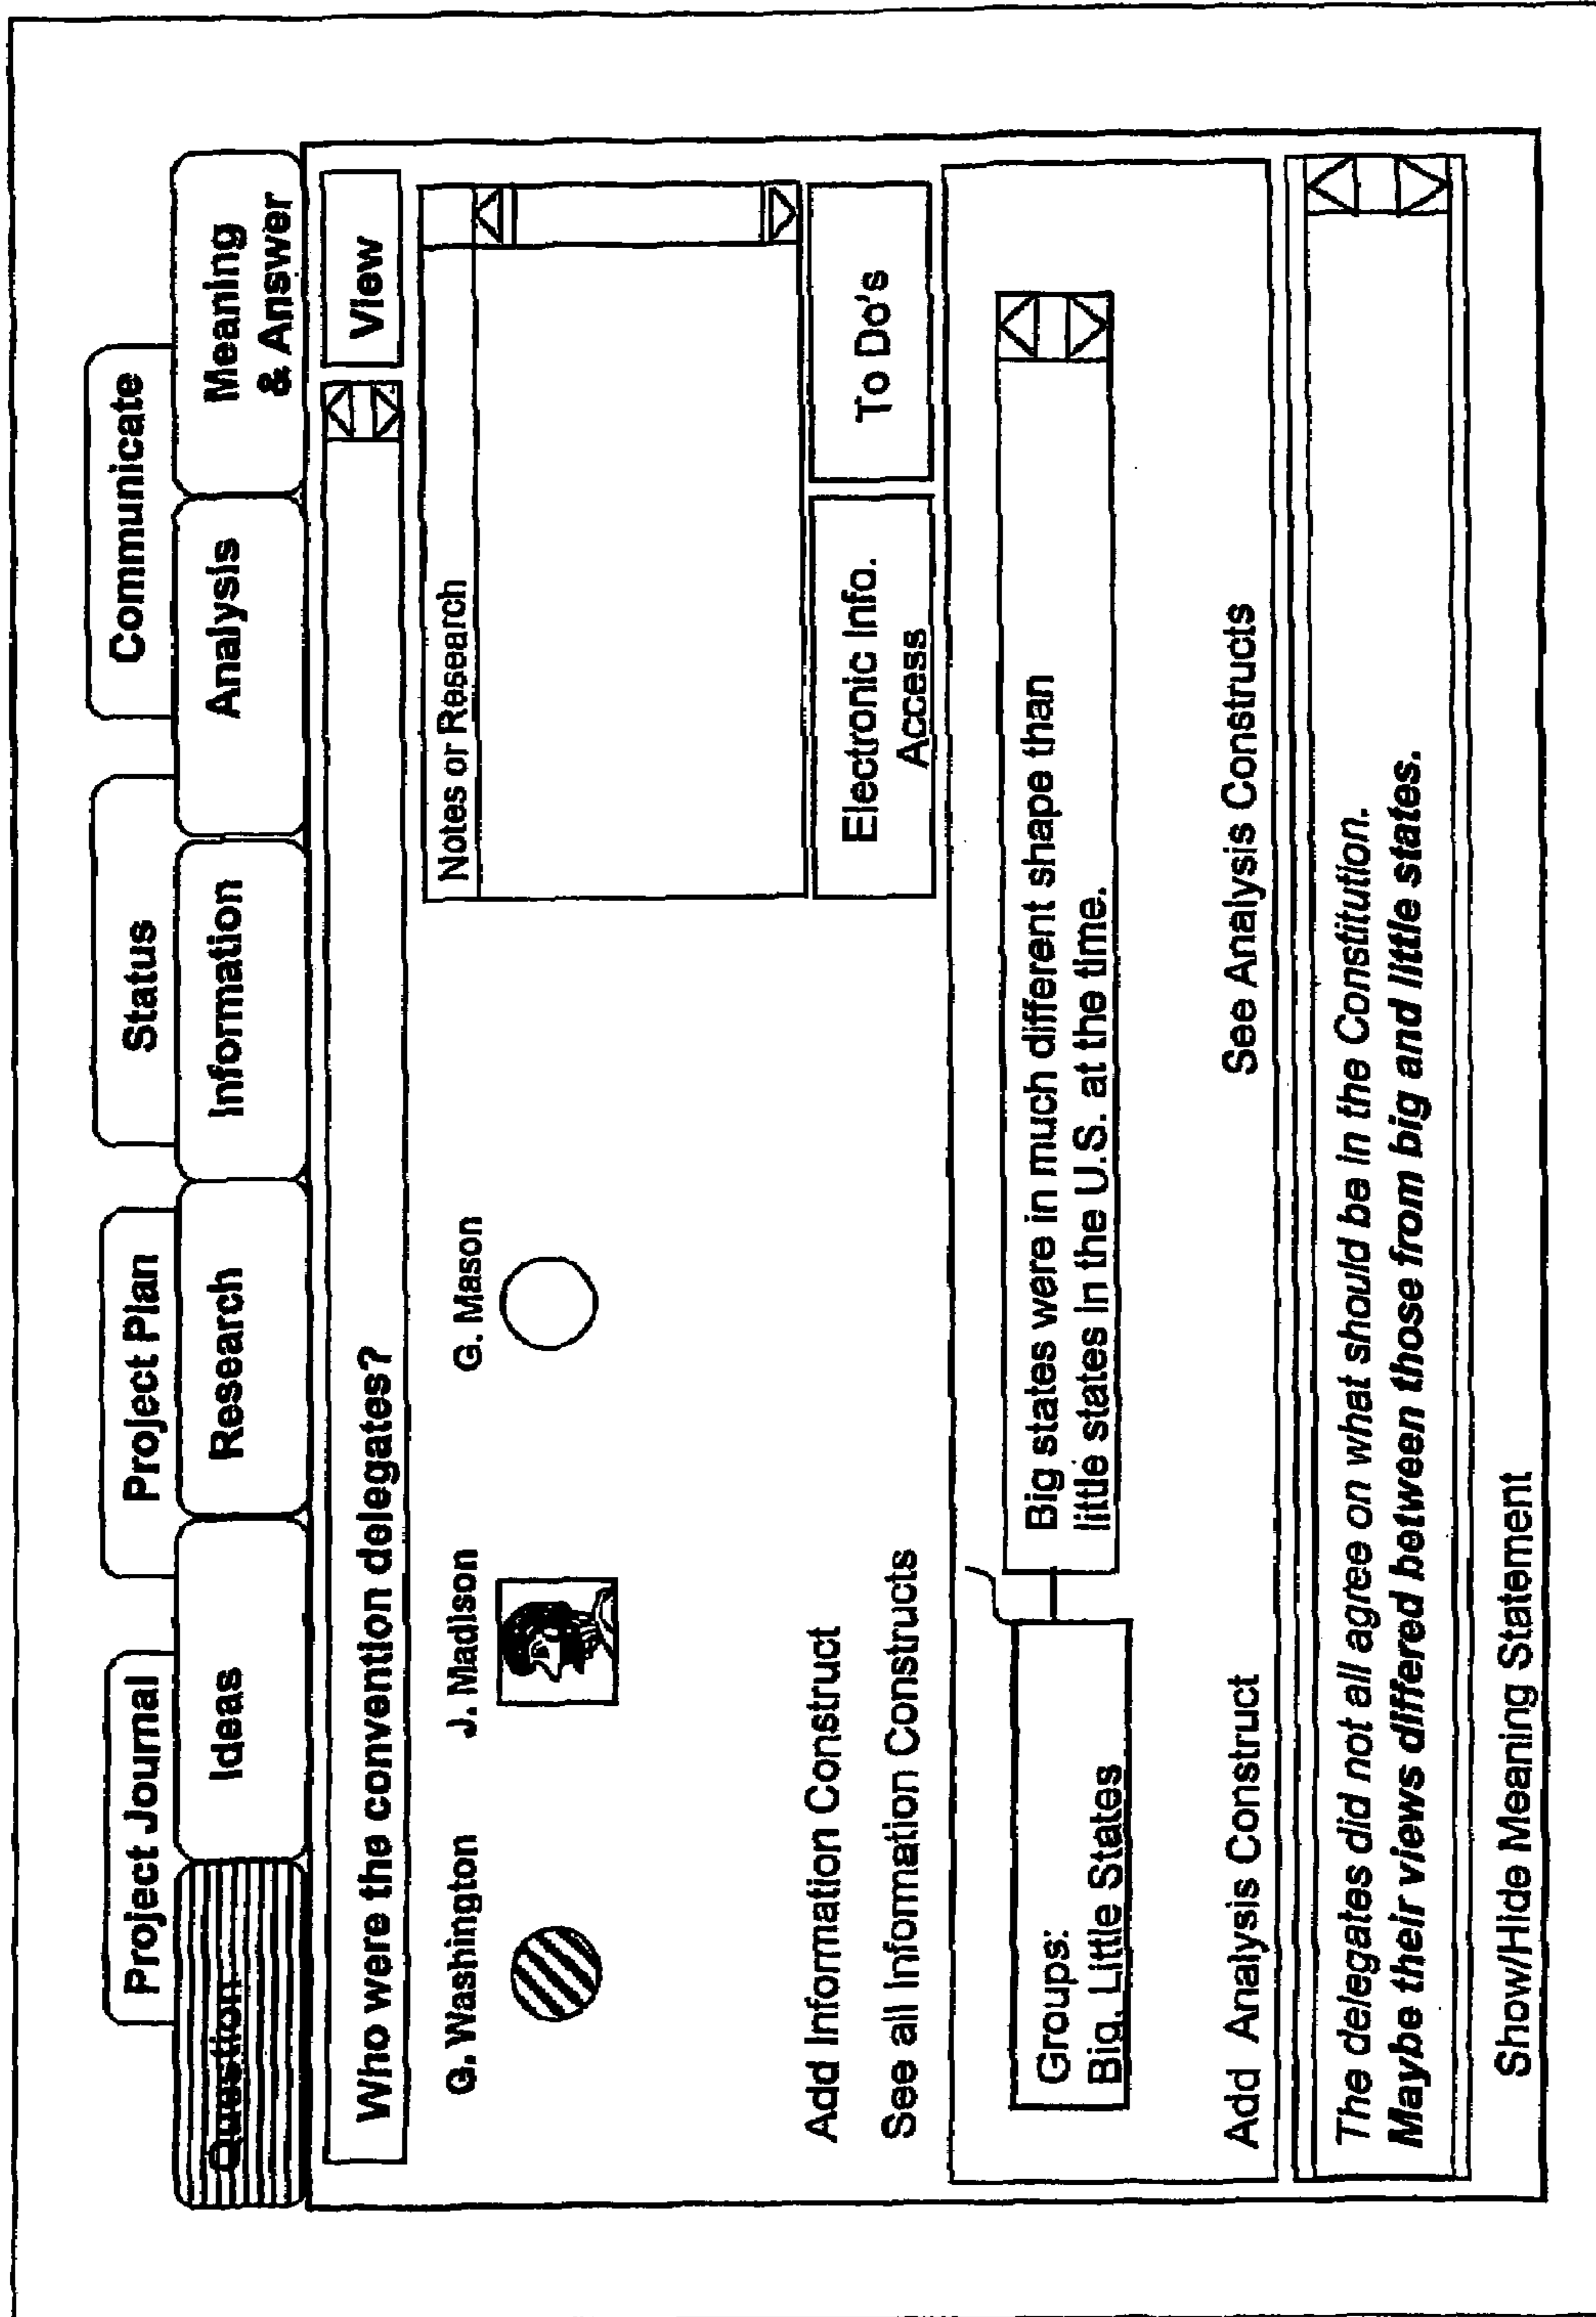 Project Journal
Project Plan
Status
Communicate
Question
Ideas
Research
Information
Analysis
Meaning
& Answer
Who were the convention delegates?
View
G. Washington
J. Madison
G. Mason
Notes or Research
Add Information Construct
See all Information Constructs
Electronic Info.
Access
To Do's
Groups:
Big, Little States
Big states were in much different shape than
little states in the U.S. at the time.
Add Analysis Construct
See Analysis Constructs
The delegates did not all agree on what should be in the Constitution.
Maybe their views differed between those from big and little states.
Show/Hide Meaning Statement